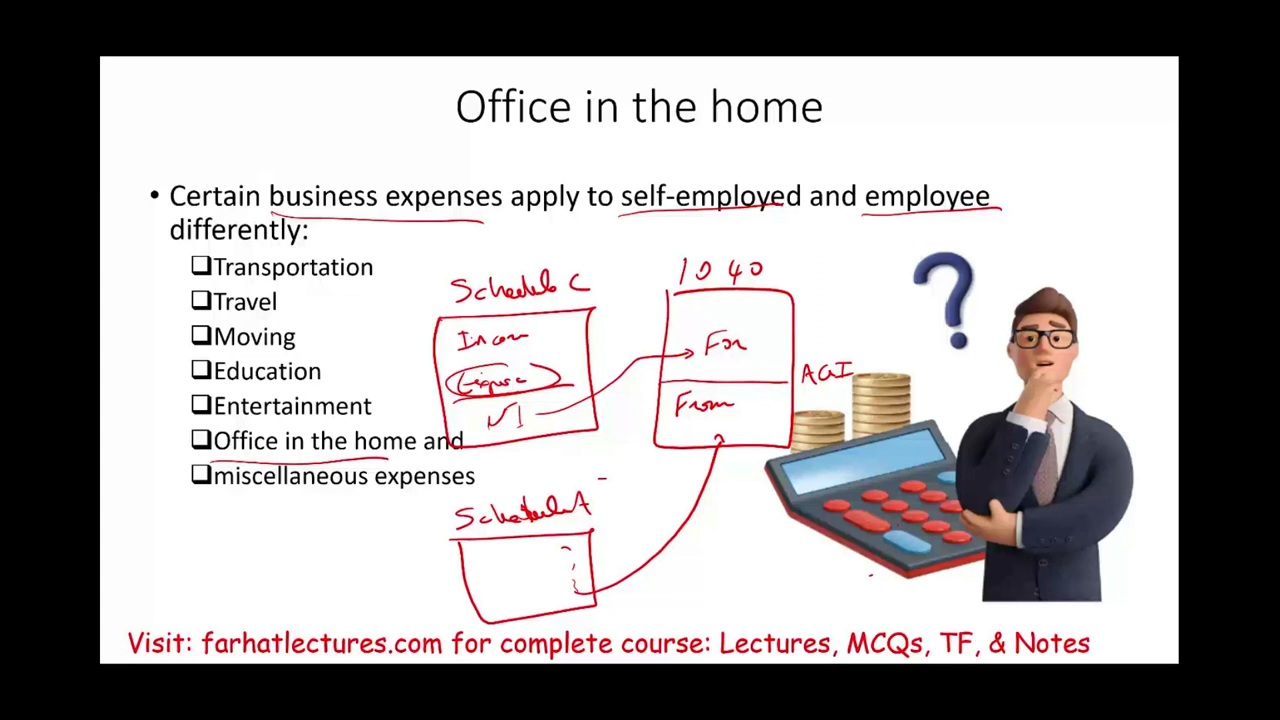 Office in the home
• Certain business expenses apply to self-employed and employee
differently:
❑Transportation
❑Travel
❑Moving
❑Education
❑Entertainment
❑Office in the home and
❑miscellaneous expenses
Schedule C
Incom
NI
1040
For
AGI
From
Schedule A
Visit: farhatlectures.com for complete course: Lectures, MCQs, TF, & Notes